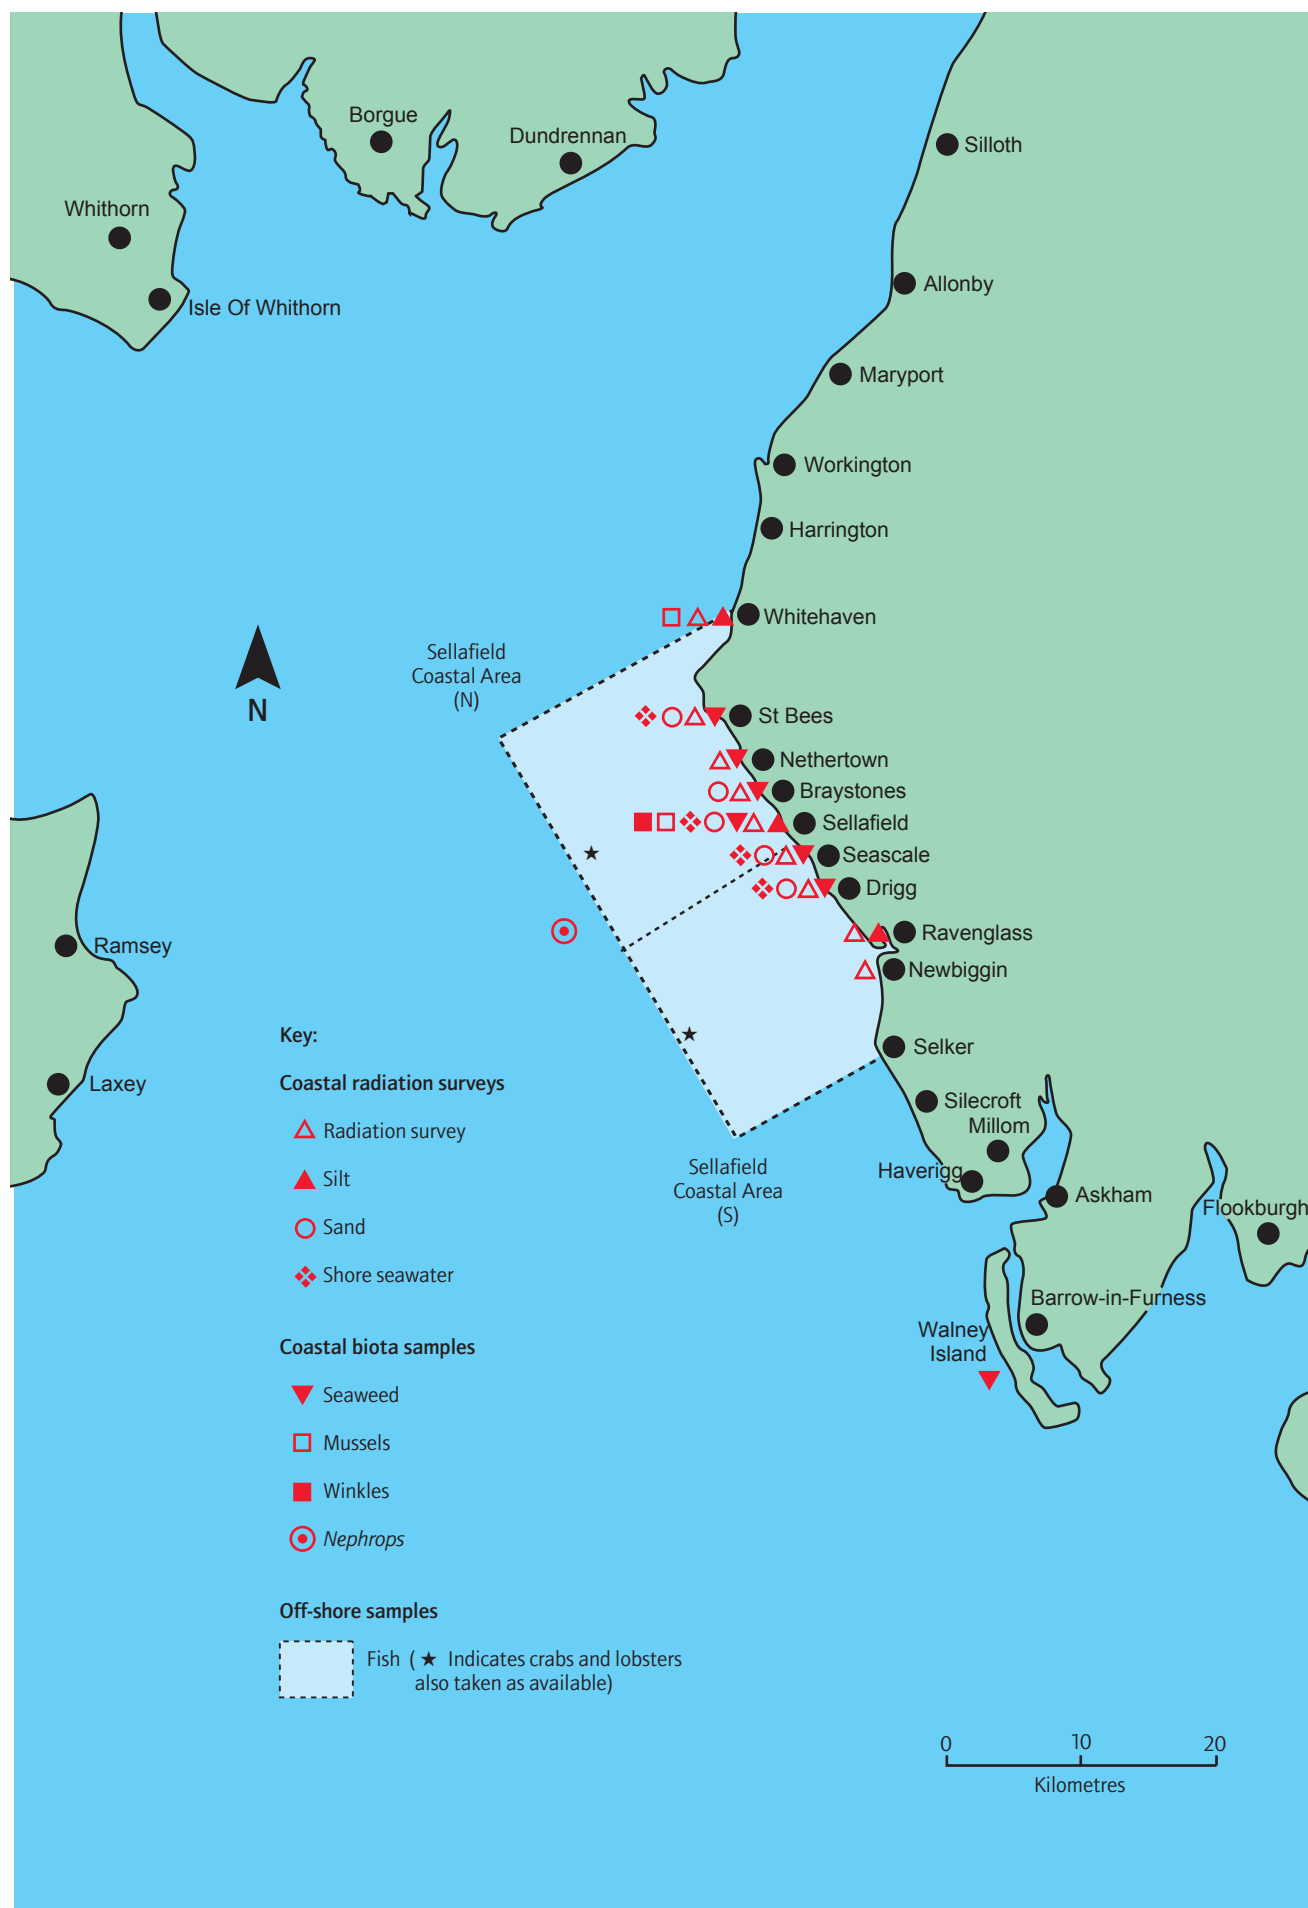 Borgue
Dundrennan
Silloth
Whithorn
Isle Of Whithorn
Allonby
Maryport
Workington
Harrington
Whitehaven
Sellafield
Coastal Area
(N)
N
St Bees
Nethertown
Braystones
Sellafield
Seascale
Drigg
Ravenglass
Newbiggin
Ramsey
Laxey
Selker
Silecroft
Millom
Haverigg
Askham
Flookburgh
Sellafield
Coastal Area
(S)
Barrow-in-Furness
Walney
Island
Key:
Coastal radiation surveys
Radiation survey
Silt
Sand
Shore seawater
Coastal biota samples
Seaweed
Mussels
Winkles
Nephrops
Off-shore samples
Fish ( ★ Indicates crabs and lobsters
also taken as available)
0 10 20
Kilometres